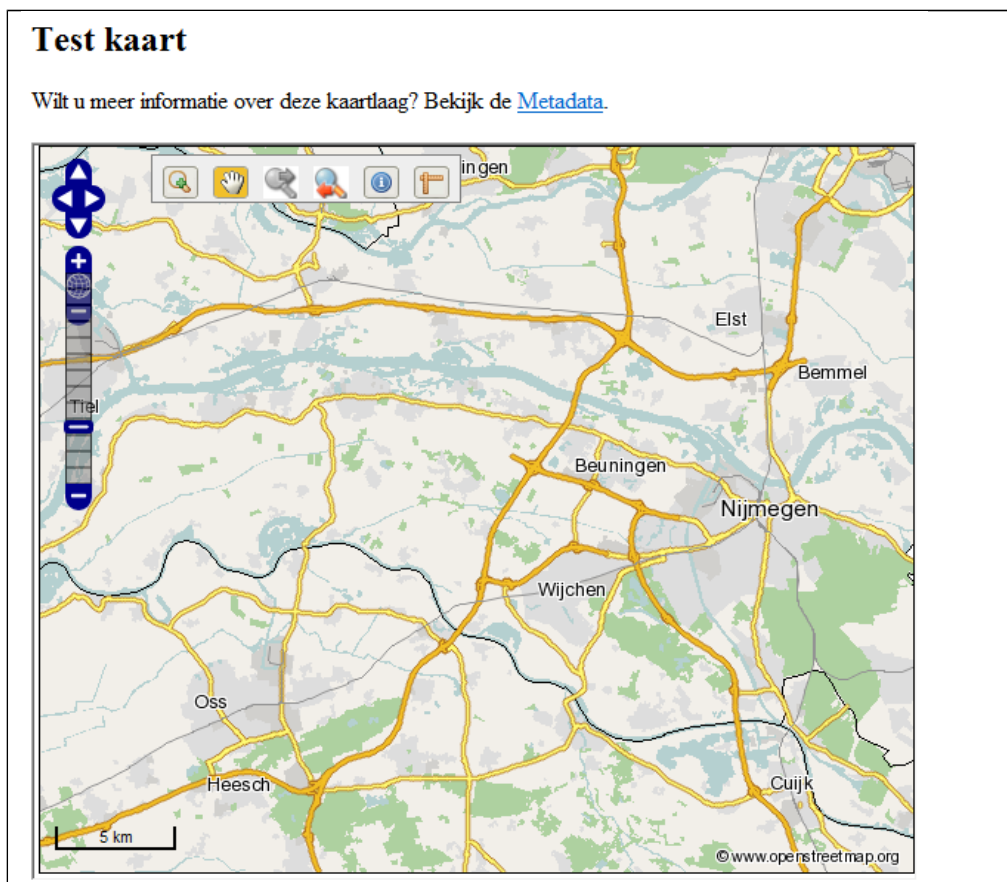 Test kaart
Wilt u meer informatie over deze kaartlaag? Bekijk de Metadata.
ingen
Elst
Bemmel
Tiel
Beuningen
Nijmegen
Wijchen
Oss
Heesch
Cuijk
5 km
© www.openstreetmap.org